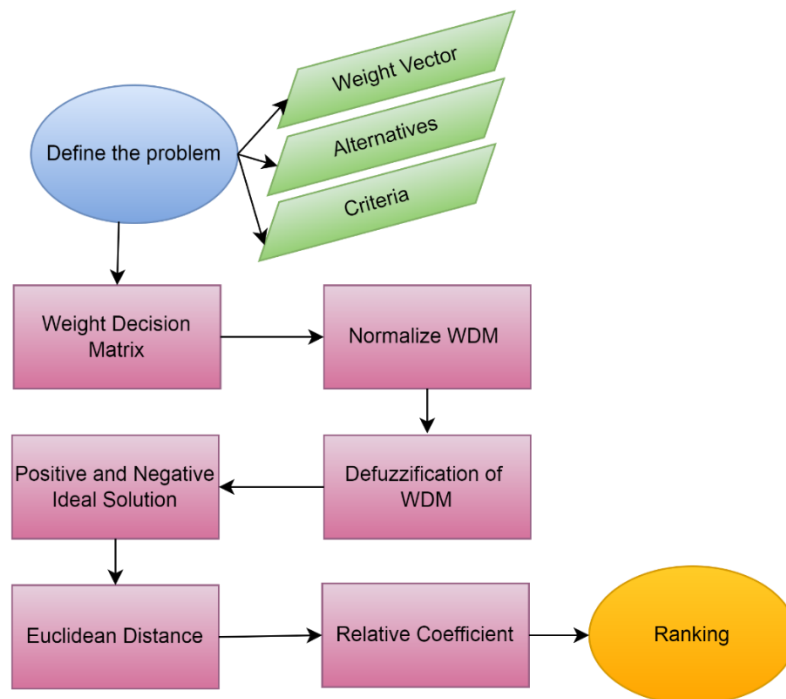 Weight Vector
Define the problem
Alternatives
Criteria
Weight Decision
Matrix
Normalize WDM
Positive and Negative
Ideal Solution
Defuzzification of
WDM
Euclidean Distance
Relative Coefficient
Ranking